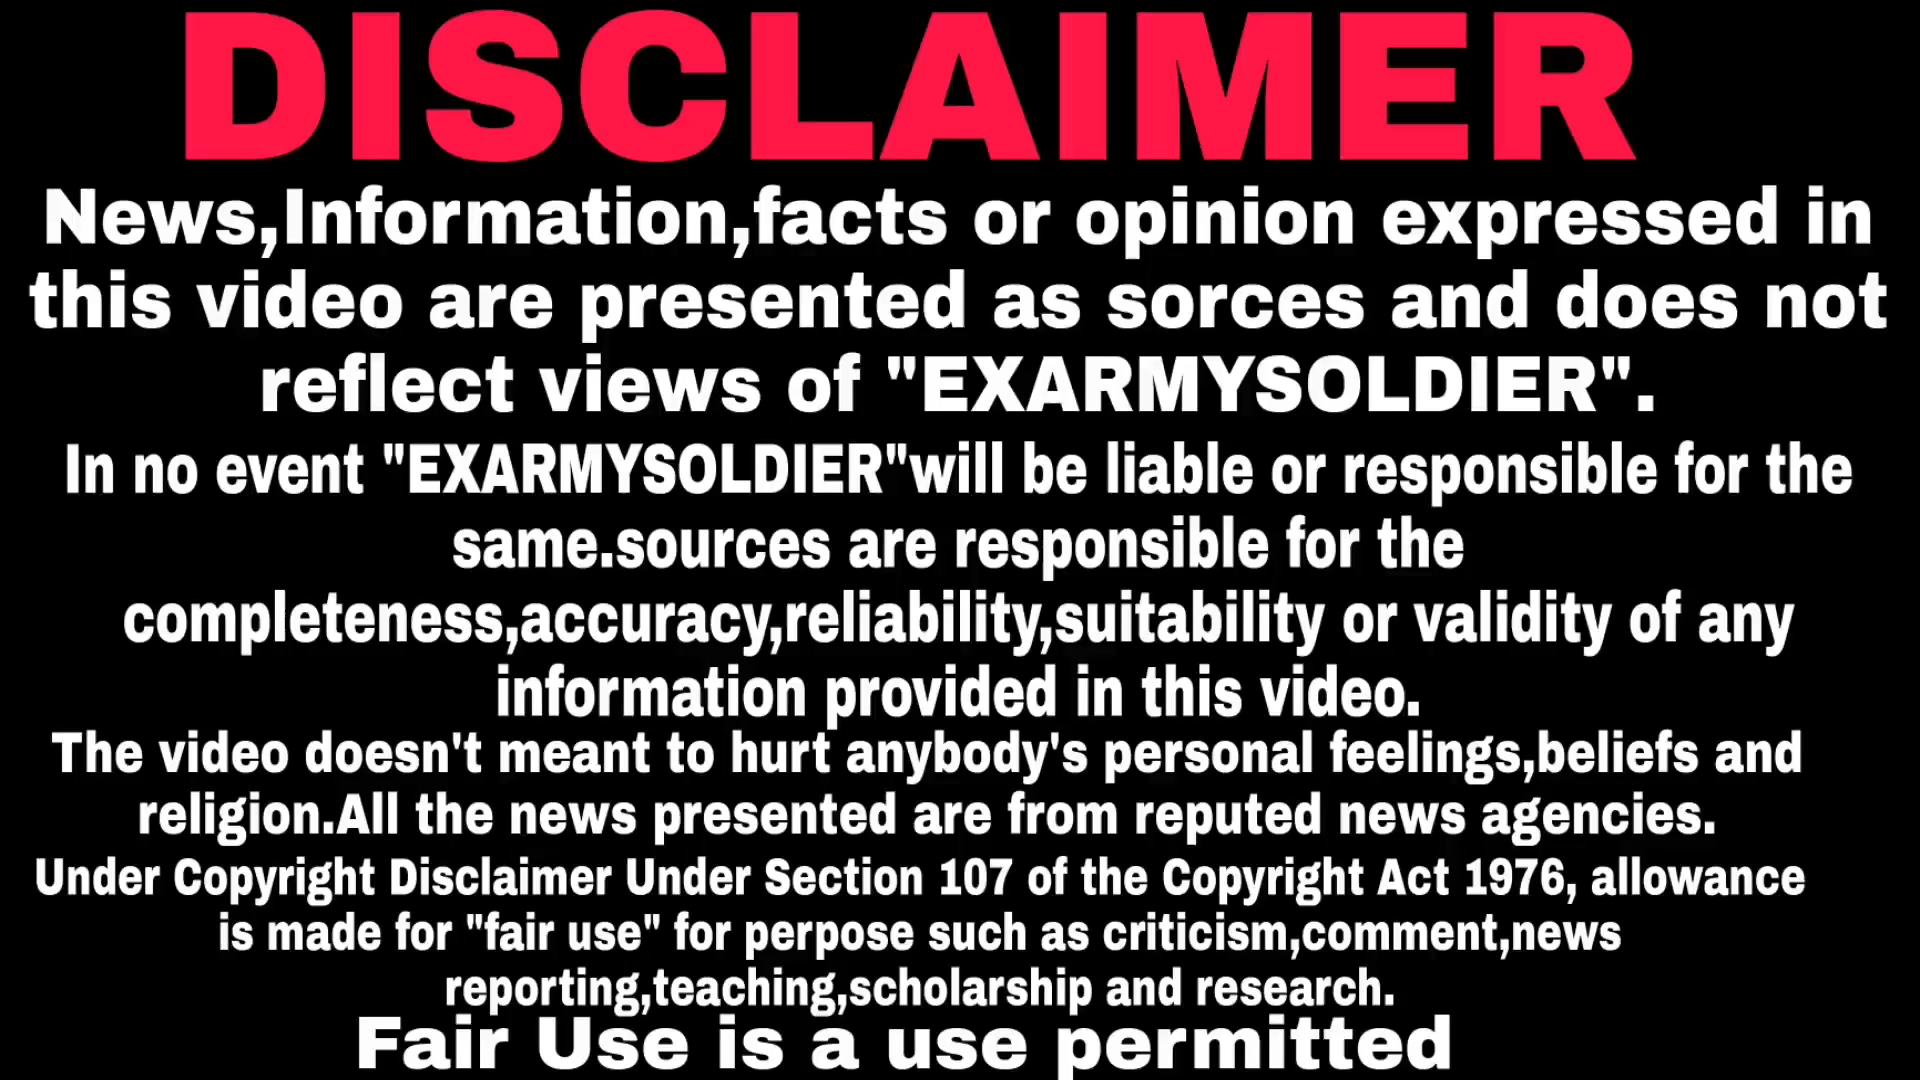 DISCLAIMER
News,Information,facts or opinion expressed in
this video are presented as sorces and does not
reflect views of "EXARMYSOLDIER".
In no event "EXARMYSOLDIER"will be liable or responsible for the
same.sources are responsible for the
completeness,accuracy,reliability,suitability or validity of any
information provided in this video.
The video doesn't meant to hurt anybody's personal feelings,beliefs and
religion.All the news presented are from reputed news agencies.
Under Copyright Disclaimer Under Section 107 of the Copyright Act 1976, allowance
is made for "fair use" for perpose such as criticism,comment,news
reporting,teaching,scholarship and research.
Fair Use is a use permitted